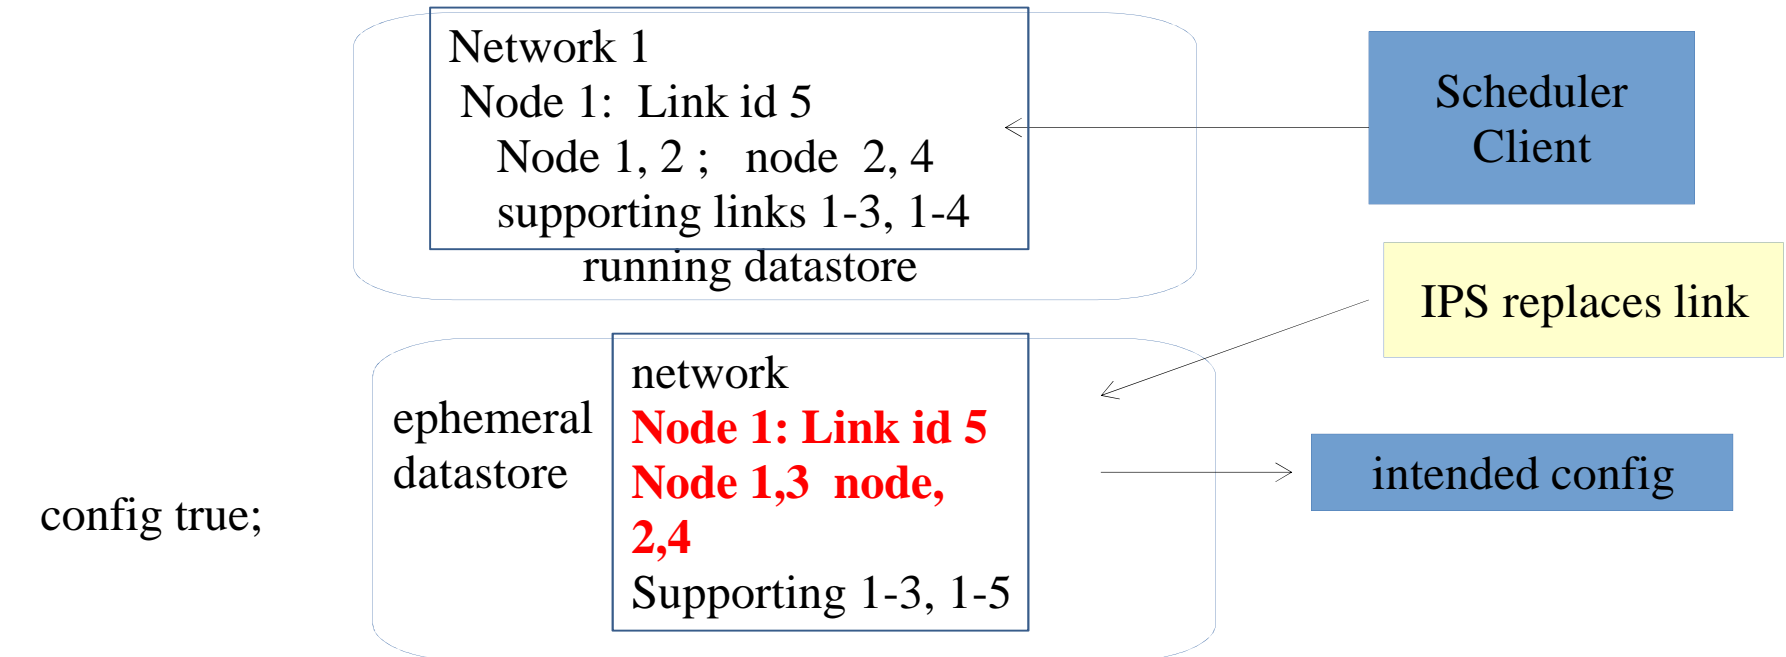 Network 1
Node 1: Link id 5
Node 1, 2 ; node 2, 4
supporting links 1-3, 1-4
running datastore
Scheduler
Client
IPS replaces link
ephemeral
datastore
network
Node 1: Link id 5
Node 1,3 node,
2,4
Supporting 1-3, 1-5
intended config
config true;